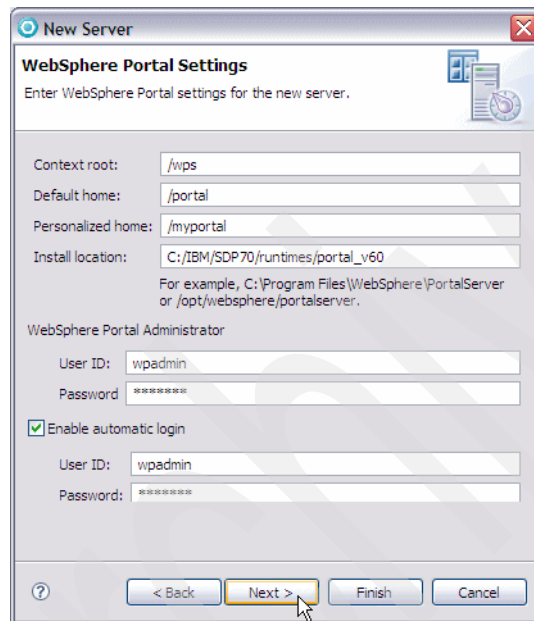 New Server
WebSphere Portal Settings
Enter WebSphere Portal settings for the new server.
Context root: /wps
Default home: /portal
Personalized home: /myportal
Install location: C:/IBM/SDP70/runtimes/portal_v60
For example, C:\Program Files\WebSphere\PortalServer
or /opt/websphere/portalserver.
WebSphere Portal Administrator
User ID: wpadmin
Password *******
Enable automatic login
User ID: wpadmin
Password: *******
? < Back Next > Finish Cancel